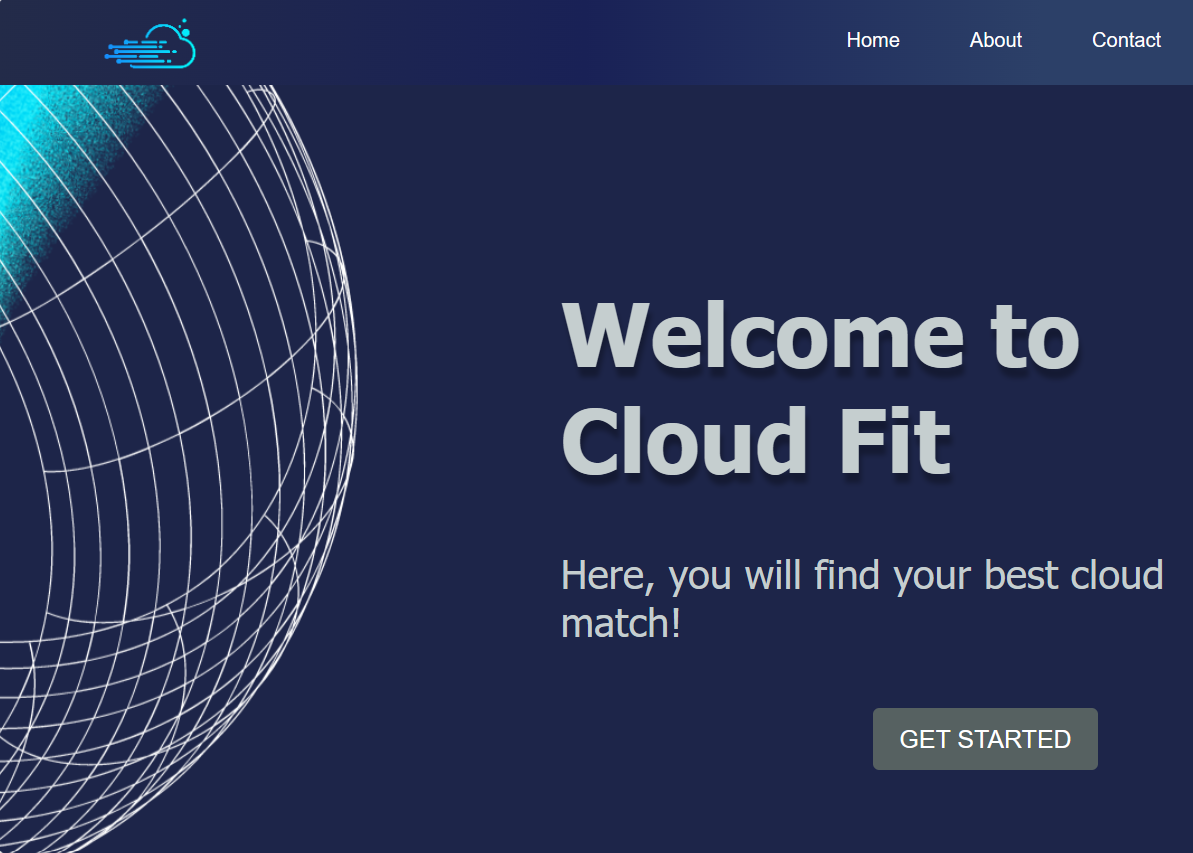 Home About Contact
Welcome to
Cloud Fit
Here, you will find your best cloud
match!
GET STARTED